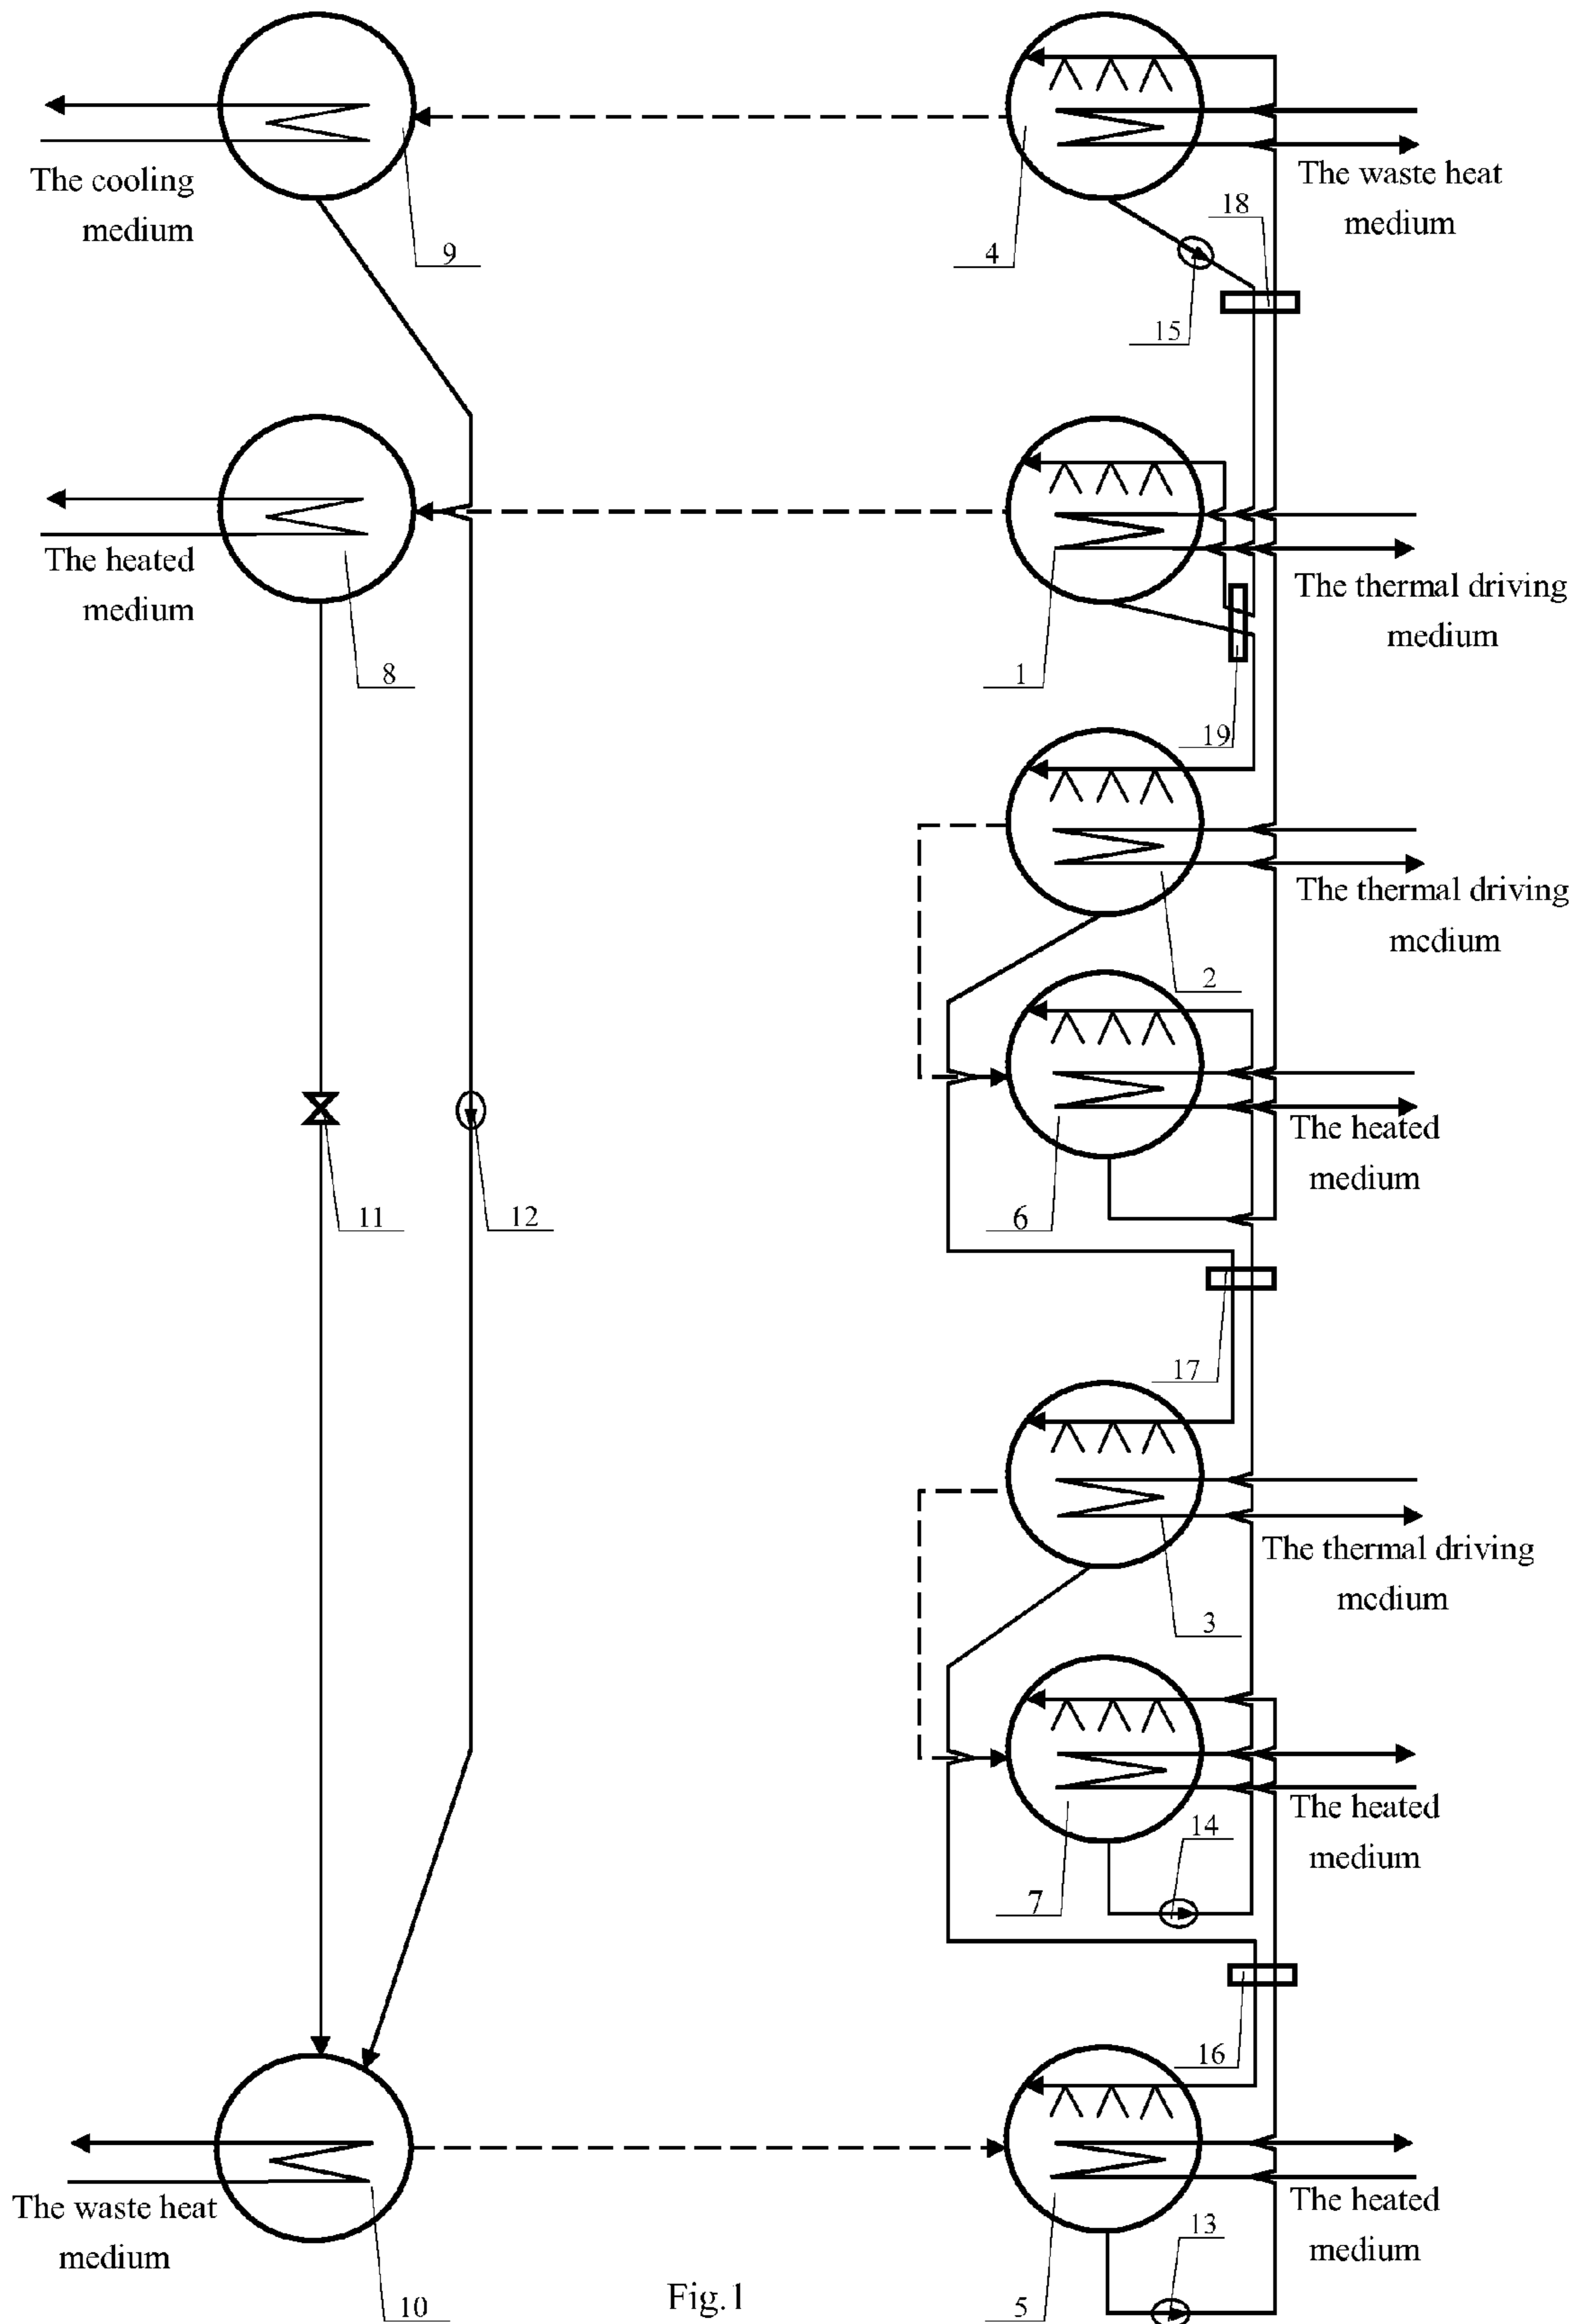 The cooling
medium
9
4
The waste heat
medium
18
15
The heated
medium
8
1
The thermal driving
medium
19
The thermal driving
medium
2
11
12
6
The heated
medium
17
The thermal driving
medium
3
The heated
medium
14
7
16
The waste heat
medium
10
The heated
medium
13
5
Fig.1